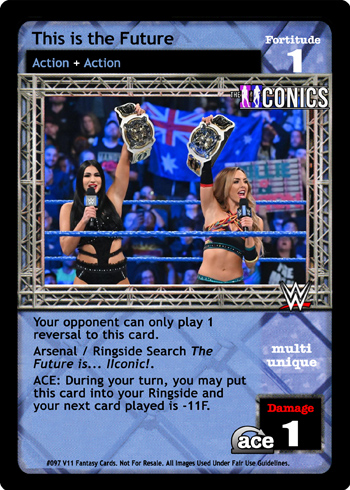 This is the Future
Fortitude
1
Action + Action
THE IICONICS
Your opponent can only play 1
reversal to this card.
Arsenal / Ringside Search The
Future is... IIconic!.
ACE: During your turn, you may put
this card into your Ringside and
your next card played is -11F.
multi
unique
Damage
ace 1
#097 V11 Fantasy Cards. Not For Resale. All Images Used Under Fair Use Guidelines.